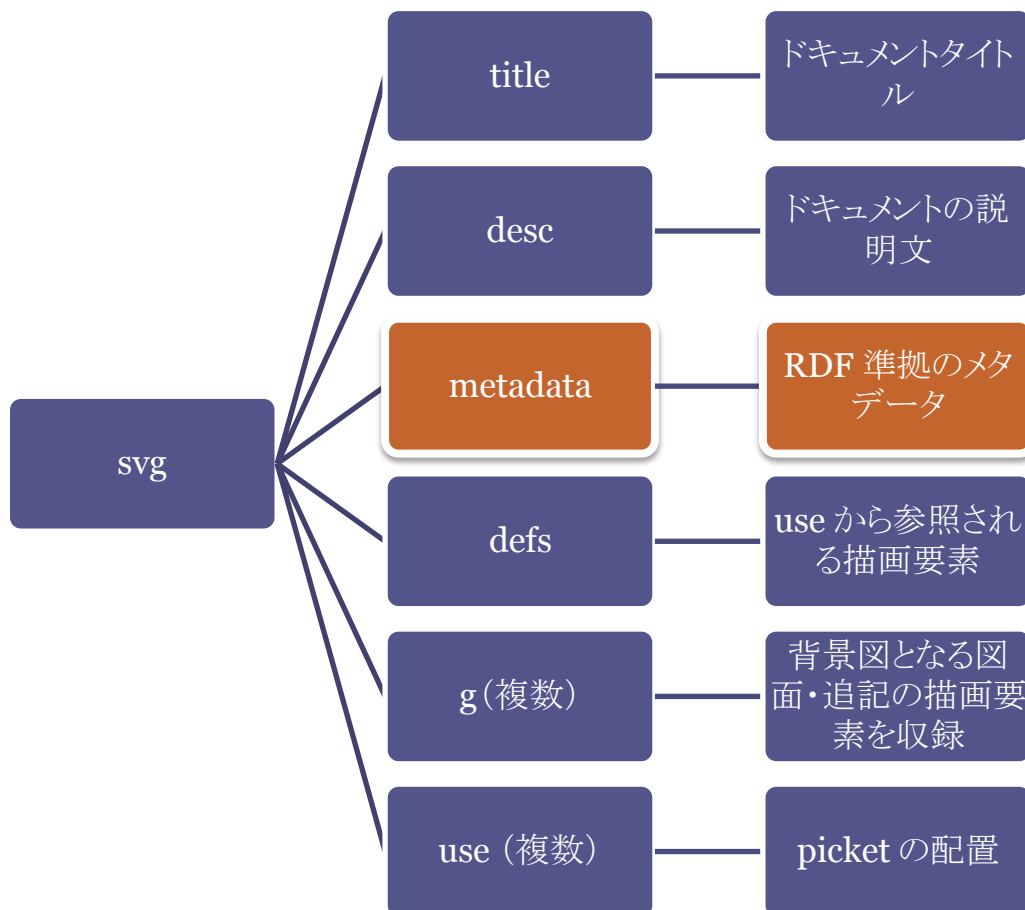 title
ドキュメントタイト
ル
desc
ドキュメントの説
明文
metadata
RDF 準拠のメタ
データ
svg
defs
use から参照され
る描画要素
g（複数）
背景図となる図
面・追記の描画要
素を収録
use （複数）
picket の配置